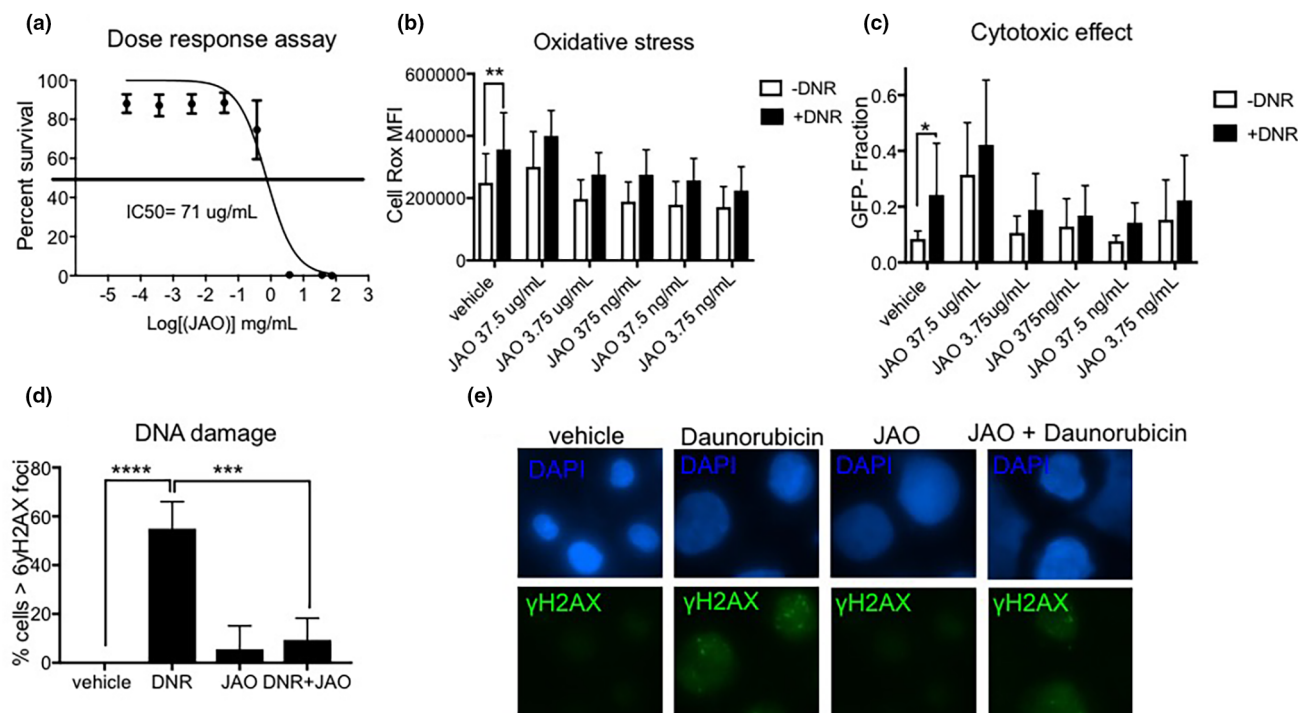 (a)
Dose response assay
Percent survival
100
80
60
40
20
0
IC50= 71 ug/mL
-5 -4 -3 -2 -1 0 1 2 3
Log[(JAO)] mg/mL
(b)
Oxidative stress
Cell Rox MFI
600000
400000
200000
0
**
-DNR
+DNR
vehicle
JAO 37.5 ug/mL
JAO 3.75 ug/mL
JAO 375 ng/mL
JAO 37.5 ng/mL
JAO 3.75 ng/mL
(c)
Cytotoxic effect
GFP- Fraction
0.6
0.4
0.2
0.0
*
-DNR
+DNR
vehicle
JAO 37.5 ug/mL
JAO 3.75ug/mL
JAO 375ng/mL
JAO 37.5 ng/mL
JAO 3.75 ng/mL
(d)
DNA damage
% cells > 6γH2AX foci
80
60
40
20
0
**** ***
vehicle DNR JAO DNR+JAO
(e)
vehicle Daunorubicin JAO JAO + Daunorubicin
DAPI DAPI DAPI DAPI
γH2AX γH2AX γH2AX γH2AX